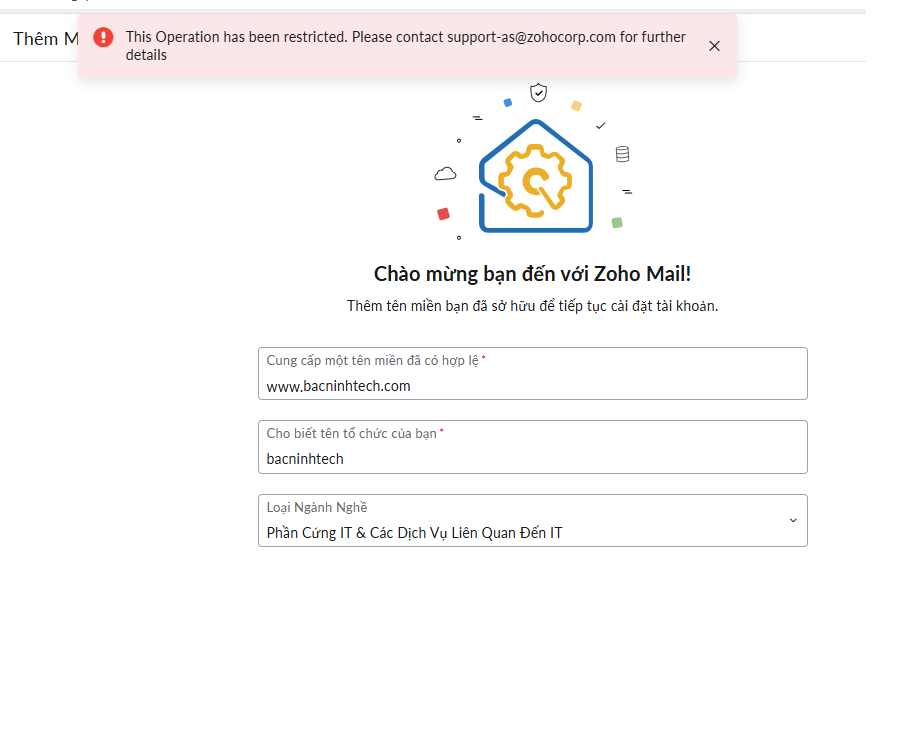 Thêm M
This Operation has been restricted. Please contact support-as@zohocorp.com for further
details
Chào mừng bạn đến với Zoho Mail!
Thêm tên miền bạn đã sở hữu để tiếp tục cài đặt tài khoản.
Cung cấp một tên miền đã có hợp lệ *
www.bacninhtech.com
Cho biết tên tổ chức của bạn *
bacninhtech
Loại Ngành Nghề
Phần Cứng IT & Các Dịch Vụ Liên Quan Đến IT